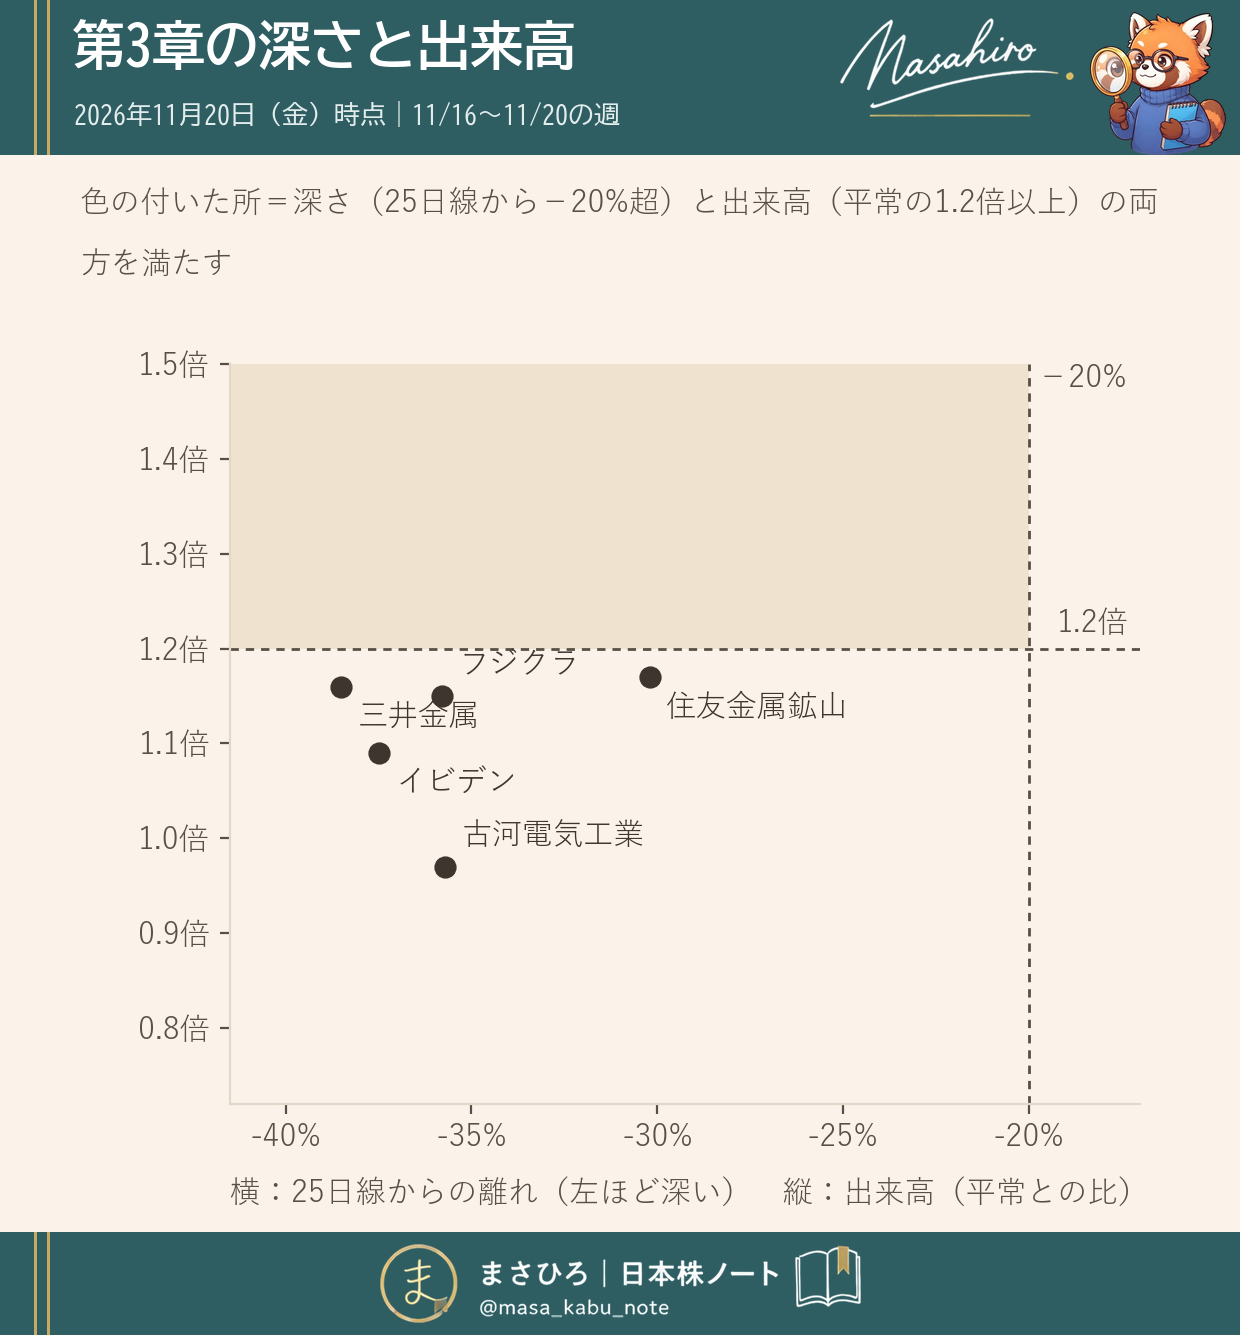 第3章の深さと出来高
Masahiro
2026年11月20日（金）時点｜11/16〜11/20の週
色の付いた所＝深さ（25日線から－20%超）と出来高（平常の1.2倍以上）の両
方を満たす
1.5倍
－20%
1.4倍
1.3倍
1.2倍
1.2倍
フジクラ
住友金属鉱山
三井金属
1.1倍
イビデン
1.0倍
古河電気工業
0.9倍
0.8倍
-40% -35% -30% -25% -20%
横：25日線からの離れ（左ほど深い） 縦：出来高（平常との比）
ま
まさひろ｜日本株ノート
@masa_kabu_note